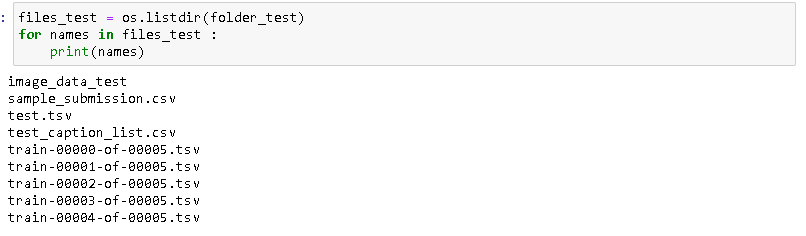 : files_test = os.listdir(folder_test)
for names in files_test :
    print(names)
image_data_test
sample_submission.csv
test.tsv
test_caption_list.csv
train-00000-of-00005.tsv
train-00001-of-00005.tsv
train-00002-of-00005.tsv
train-00003-of-00005.tsv
train-00004-of-00005.tsv